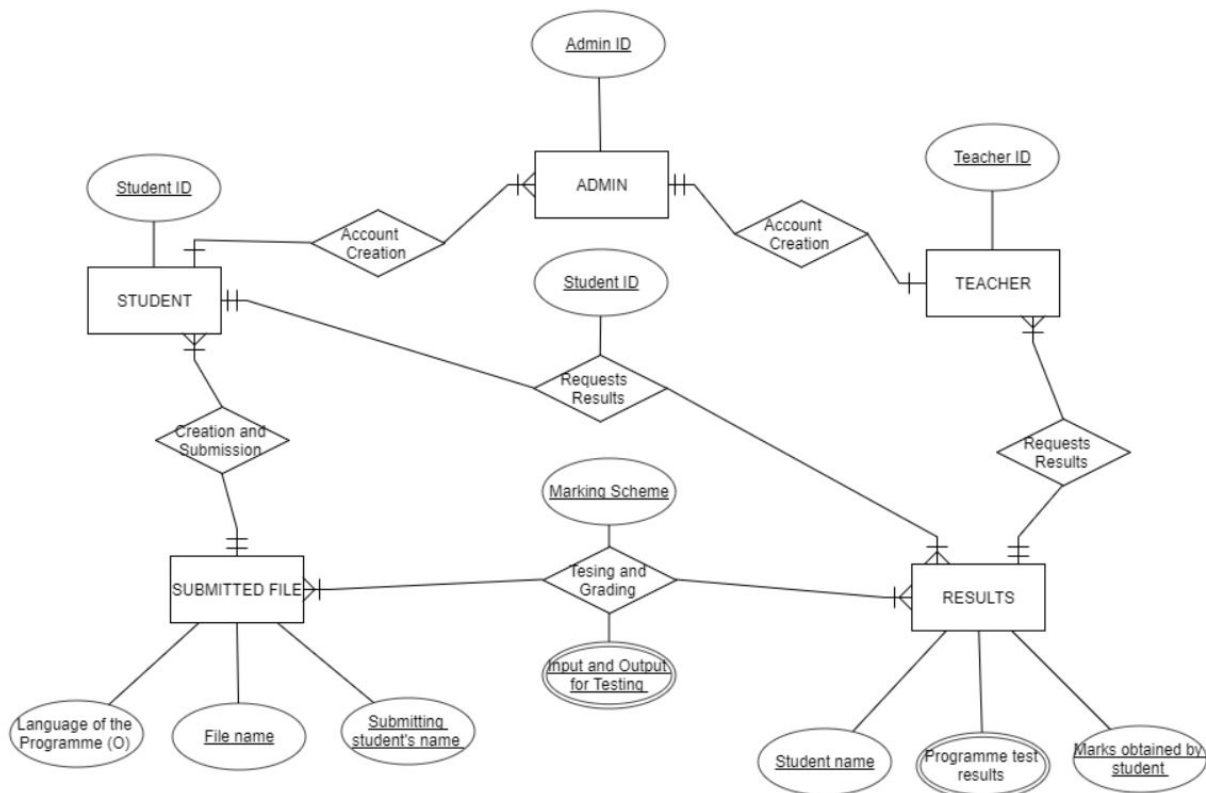 Admin ID
Teacher ID
Student ID
ADMIN
Account
Creation
Account
Creation
Student ID
TEACHER
STUDENT
Requests
Results
Creation and
Submission
Requests
Results
Marking Scheme
Tesing and
Grading
SUBMITTED FILE
RESULTS
Input and Output
for Testing
Language of the
Programme (O)
File name
Submitting
student's name
Student name
Programme test
results
Marks obtained by
student